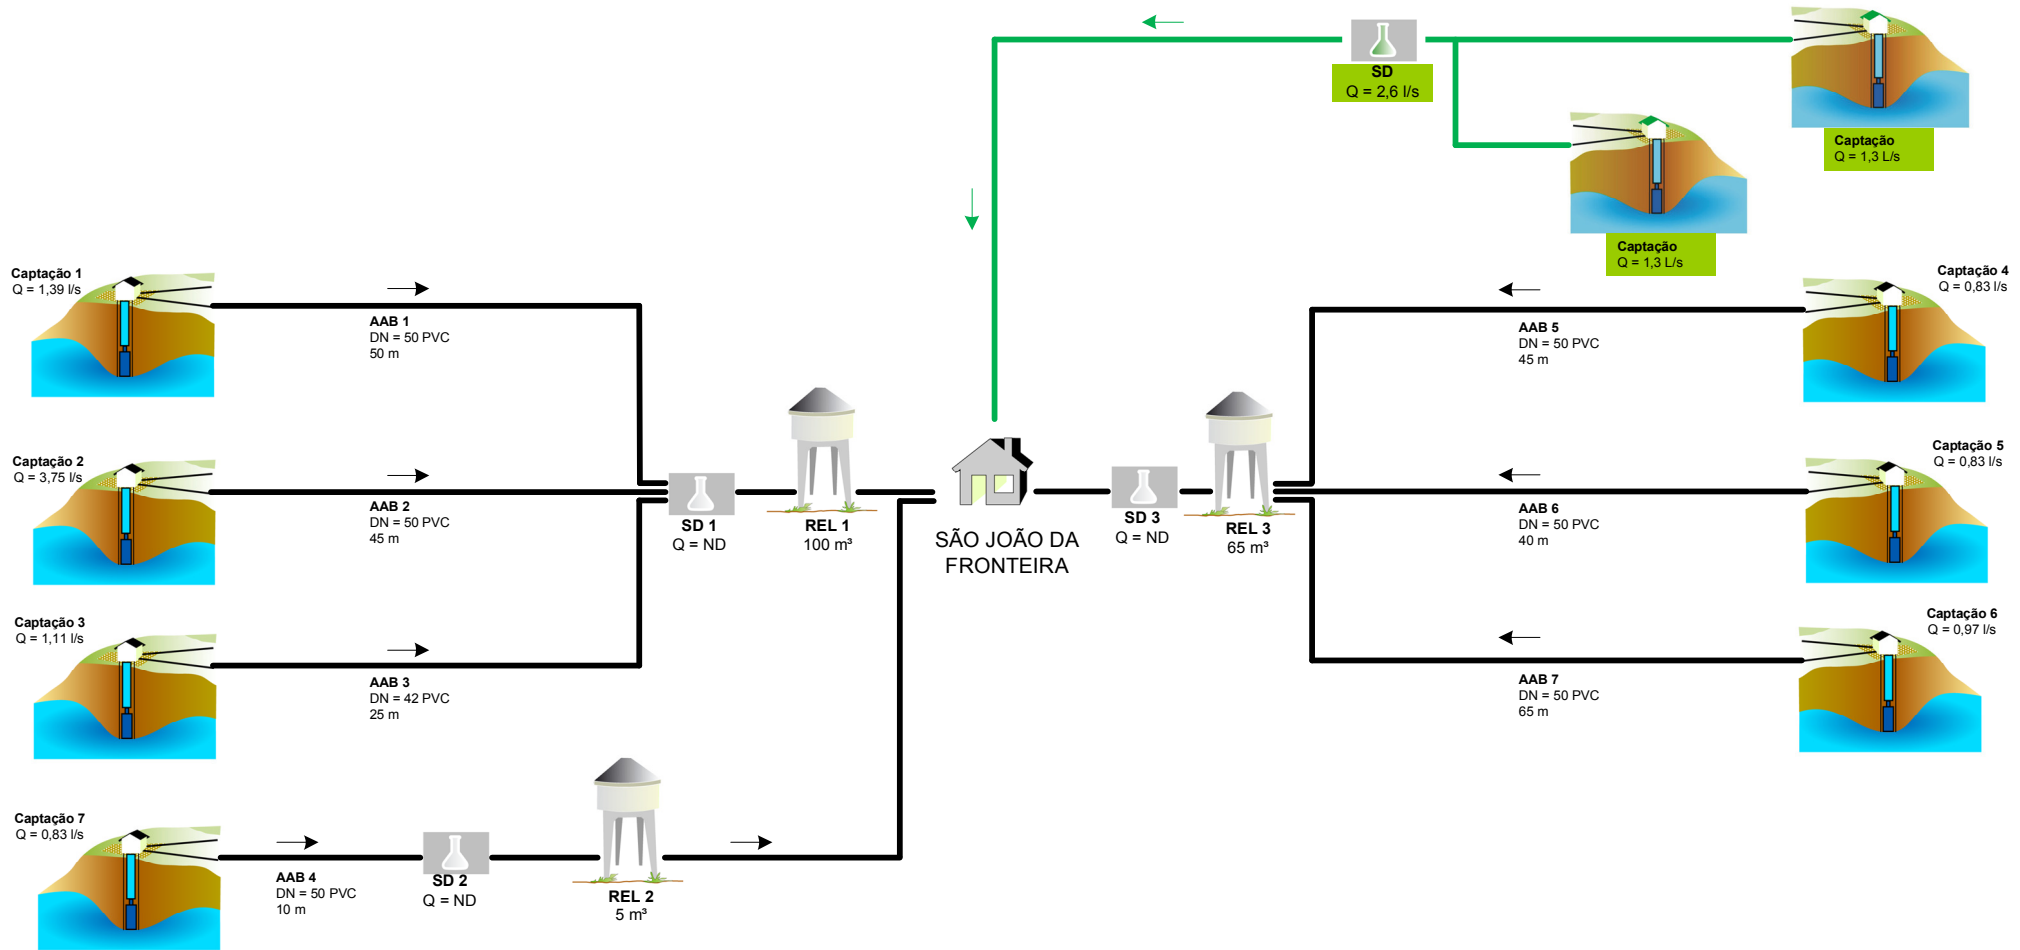 SD
Q = 2,6 l/s
Captação
Q = 1,3 L/s
Captação
Q = 1,3 L/s
Captação 1
Q = 1,39 l/s
AAB 1
DN = 50 PVC
50 m
Captação 2
Q = 3,75 l/s
AAB 2
DN = 50 PVC
45 m
Captação 3
Q = 1,11 l/s
AAB 3
DN = 42 PVC
25 m
Captação 7
Q = 0,83 l/s
AAB 4
DN = 50 PVC
10 m
SD 2
Q = ND
REL 2
5 m³
SD 1
Q = ND
REL 1
100 m³
SÃO JOÃO DA
FRONTEIRA
SD 3
Q = ND
REL 3
65 m³
Captação 4
Q = 0,83 l/s
AAB 5
DN = 50 PVC
45 m
Captação 5
Q = 0,83 l/s
AAB 6
DN = 50 PVC
40 m
Captação 6
Q = 0,97 l/s
AAB 7
DN = 50 PVC
65 m